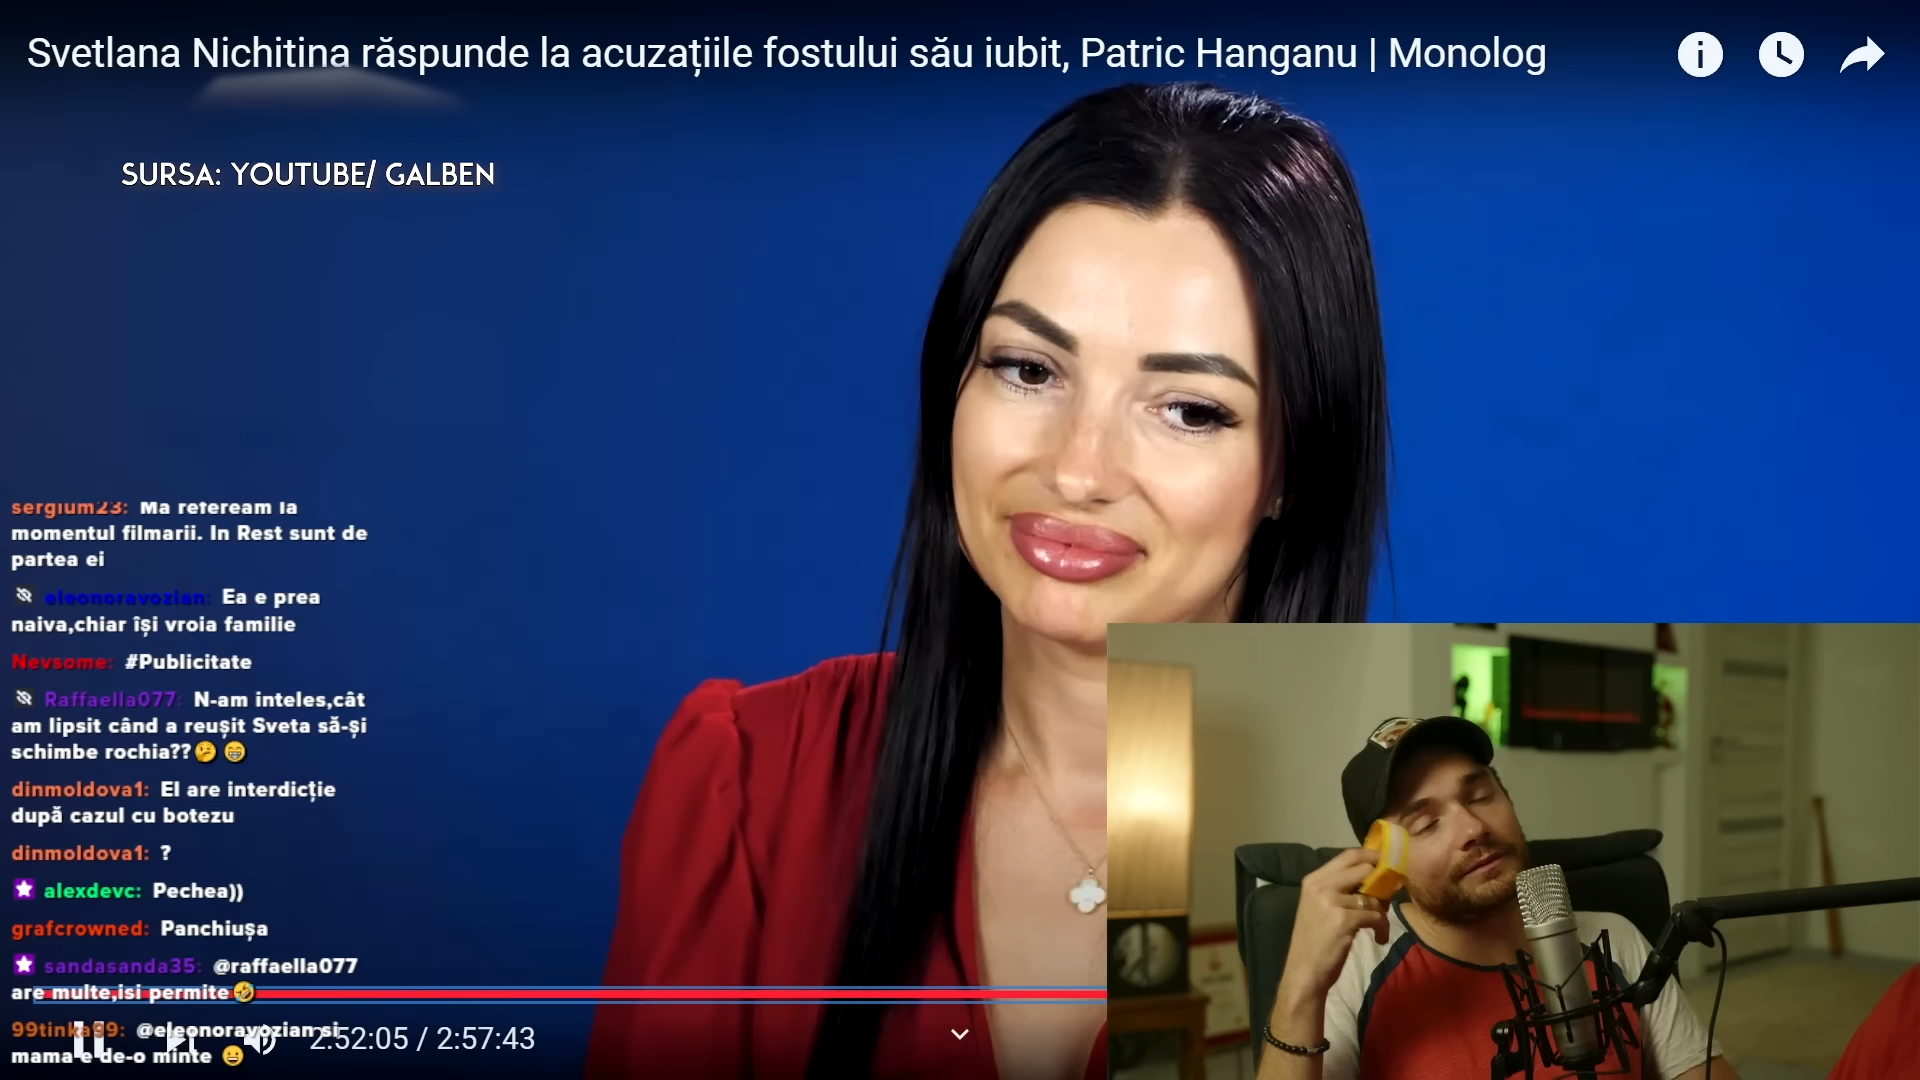 Svetlana Nichitina răspunde la acuzațiile fostului său iubit, Patric Hanganu | Monolog
SURSA: YOUTUBE/ GALBEN
sergium23: Ma refeream la
momentul filmarii. In Rest sunt de
partea ei
eleonoravozian: Ea e prea
naiva,chiar își vroia familie
Nevsome: #Publicitate
Raffaella077: N-am inteles,cât
am lipsit când a reușit Sveta să-și
schimbe rochia??🤔 😁
dinmoldova1: El are interdicție
după cazul cu botezu
dinmoldova1: ?
alexdevc: Pechea))
grafcrowned: Panchiușa
sandasanda35: @raffaella077
are multe,isi permite🤣
99tinka99: @eleonoravozian si
mama e de-o minte 😀
2:52:05 / 2:57:43